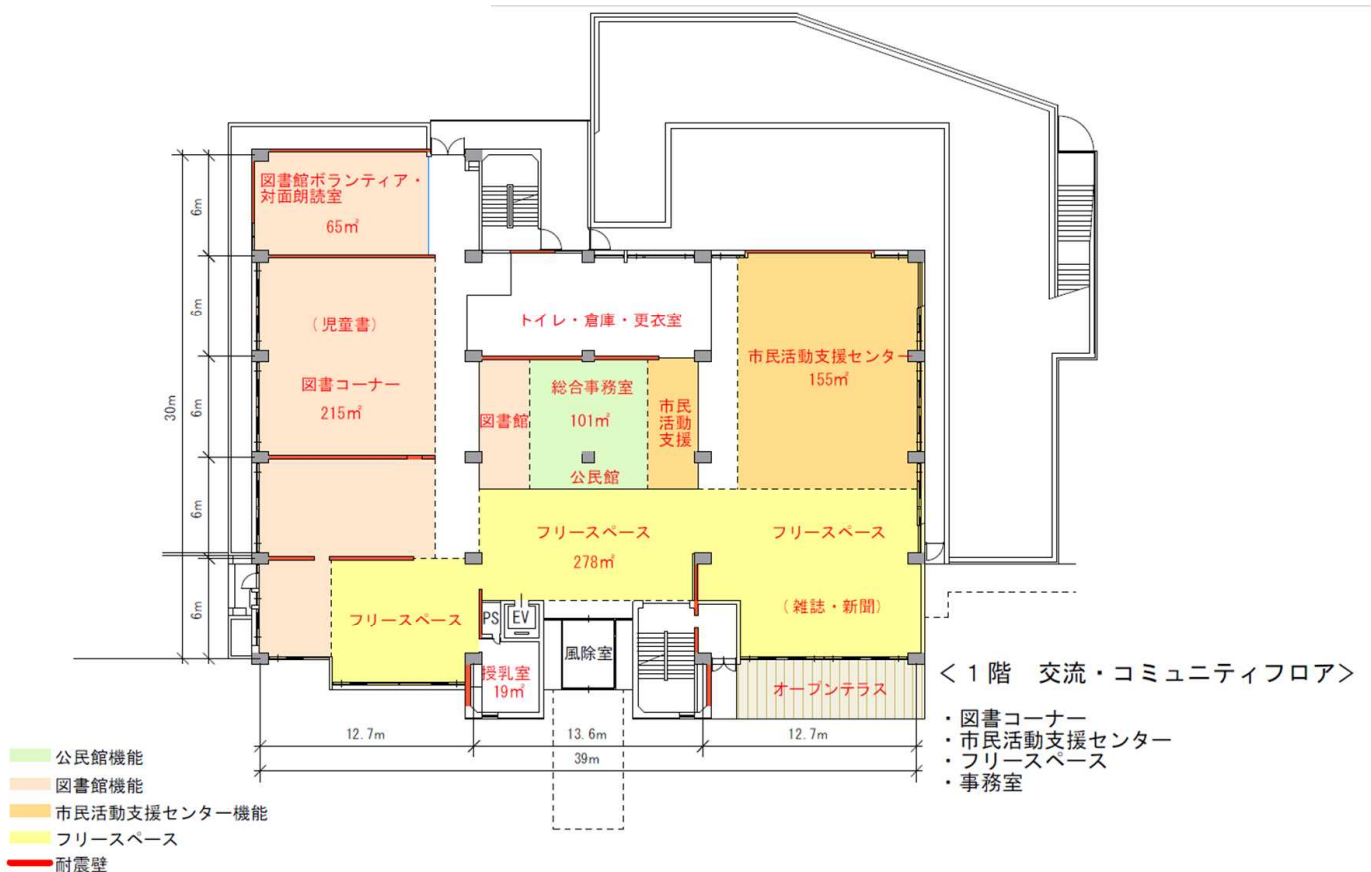 図書館ボランティア・
対面朗読室
65㎡
6m
6m
6m
6m
6m
30m
（児童書）
図書コーナー
215㎡
トイレ・倉庫・更衣室
図書館
総合事務室
101㎡
公民館
市民
活動
支援
市民活動支援センター
155㎡
フリースペース
278㎡
フリースペース
（雑誌・新聞）
フリースペース
PS
EV
授乳室
19㎡
風除室
オープンテラス
12.7m
13.6m
12.7m
39m
＜１階　交流・コミュニティフロア＞
・図書コーナー
・市民活動支援センター
・フリースペース
・事務室
公民館機能
図書館機能
市民活動支援センター機能
フリースペース
耐震壁